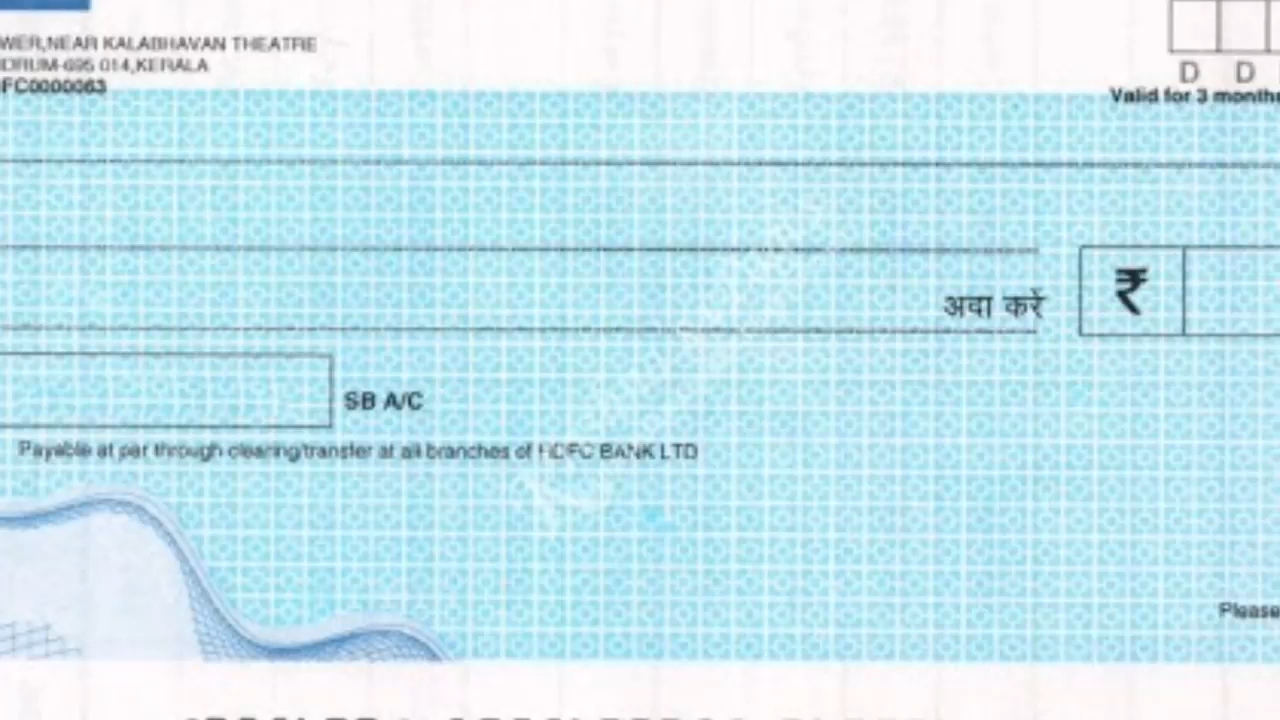 WER,NEAR KALABHAVAN THEATRE
DRUM-695 014,KERALA
FC0000063
D D
Valid for 3 months
अदा करें ₹
SB A/C
Payable at par through clearing/transfer at all branches of HDFC BANK LTD
Please